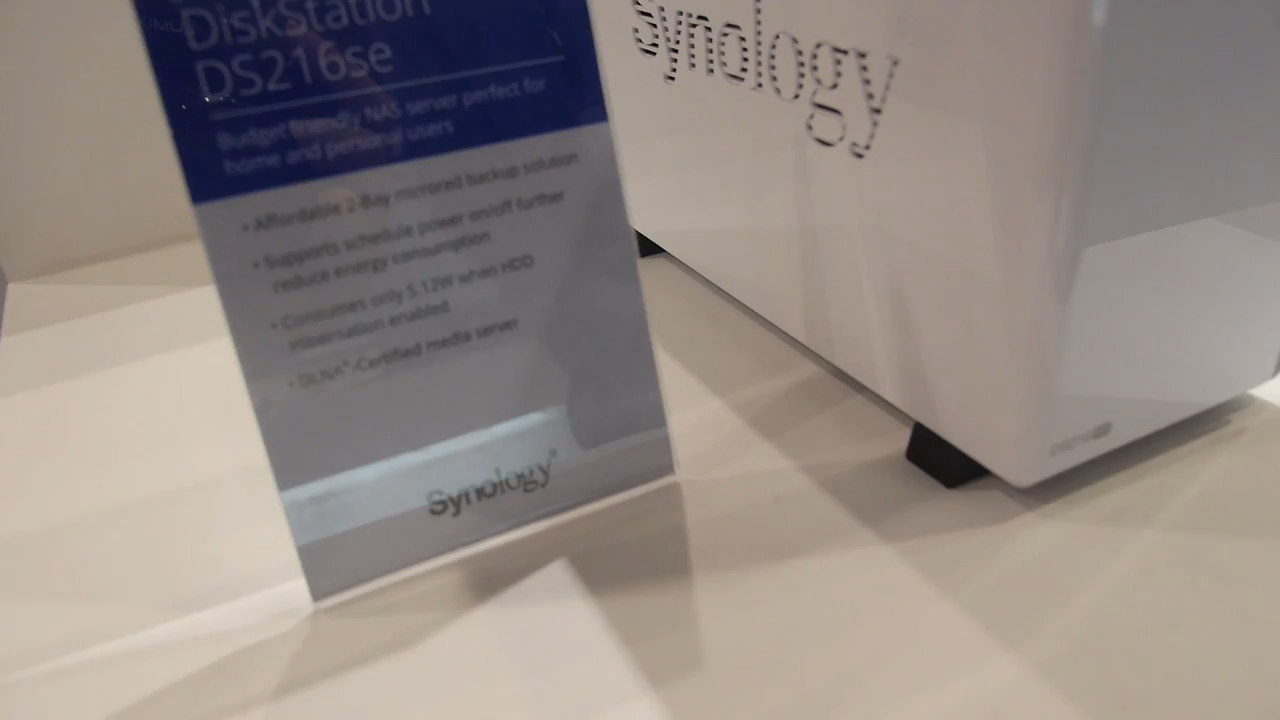 DiskStation
DS216se
Budget friendly NAS server perfect for
home and personal users
• Affordable 2-Bay mirrored backup solution
• Supports schedule power on/off further
reduce energy consumption
• Consumes only 5.12W when HDD
Hibernation enabled
• DLNA®-Certified media server
Synology®
Synology